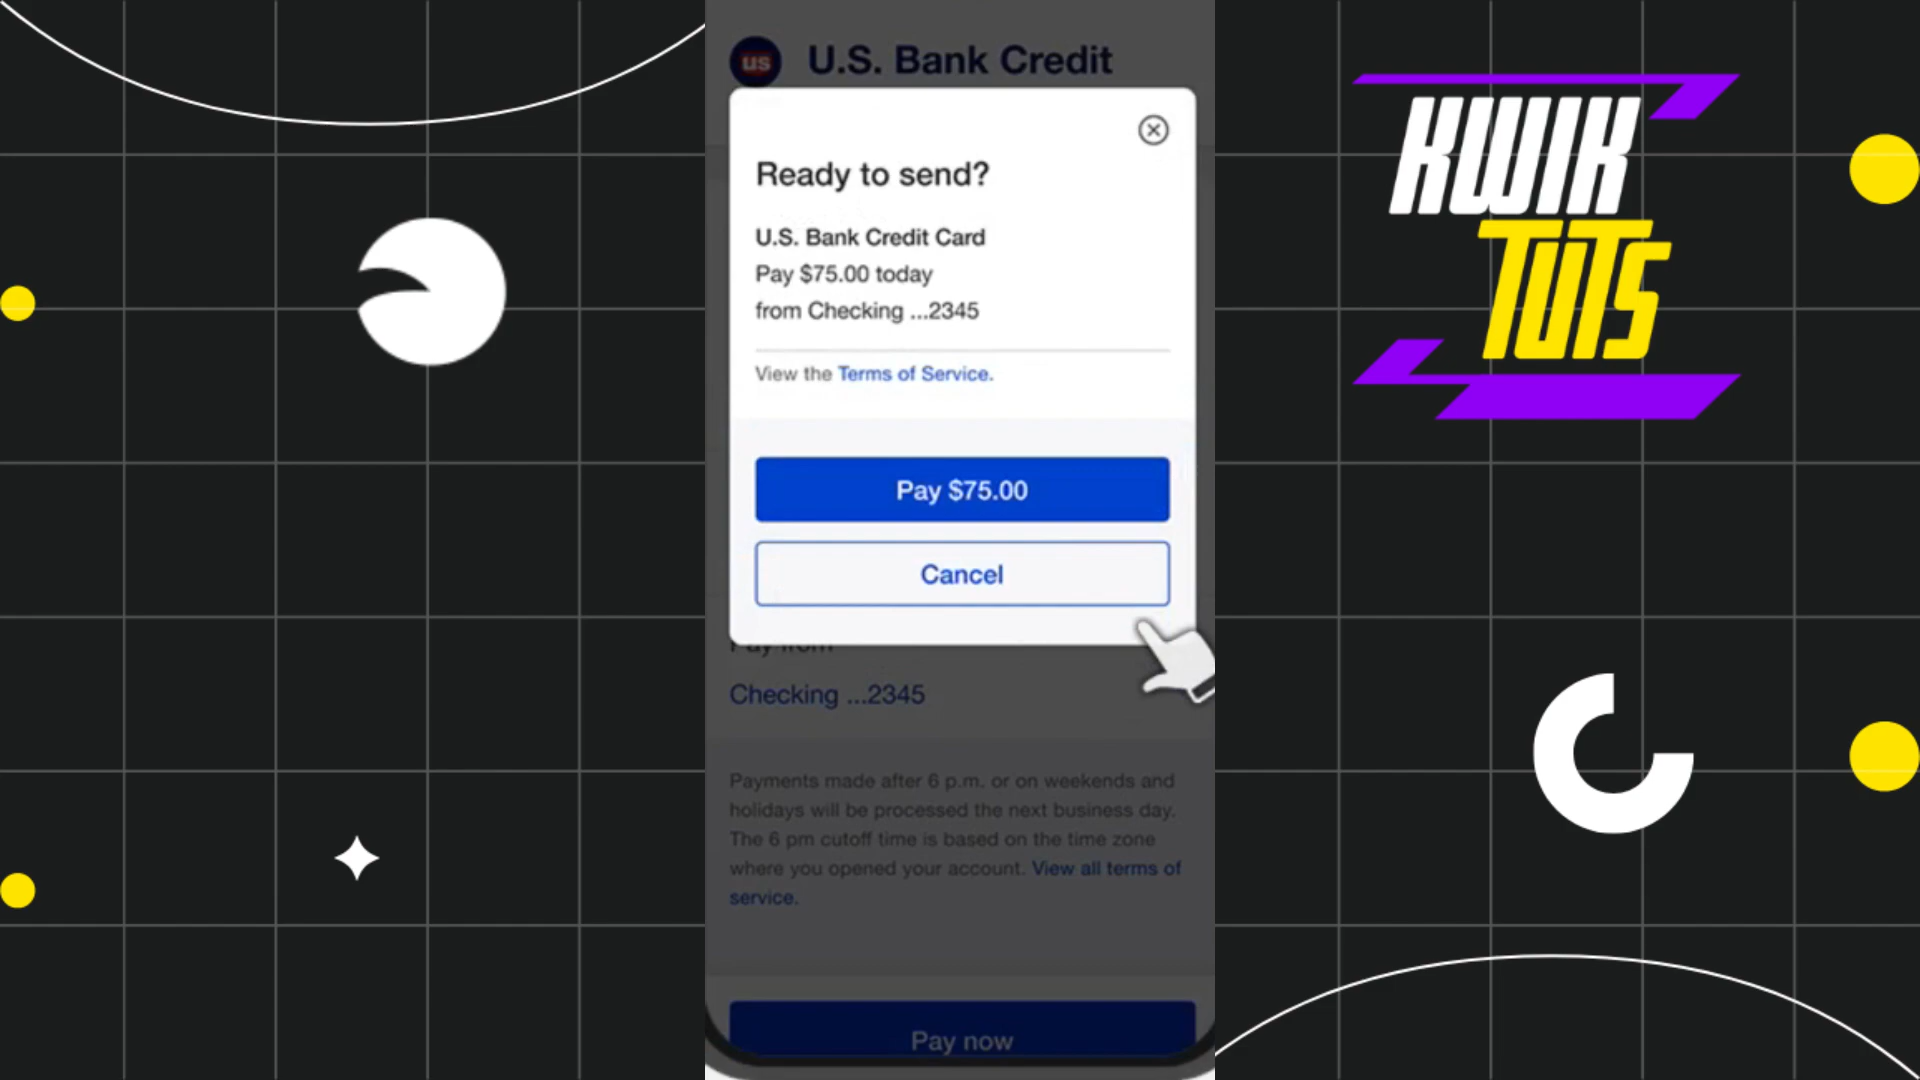 us U.S. Bank Credit
Ready to send?
U.S. Bank Credit Card
Pay $75.00 today
from Checking ...2345
View the Terms of Service.
Pay $75.00
Cancel
Pay from
Checking ...2345
Payments made after 6 p.m. or on weekends and
holidays will be processed the next business day.
The 6 pm cutoff time is based on the time zone
where you opened your account. View all terms of
service.
Pay now
KWIK
TUTS